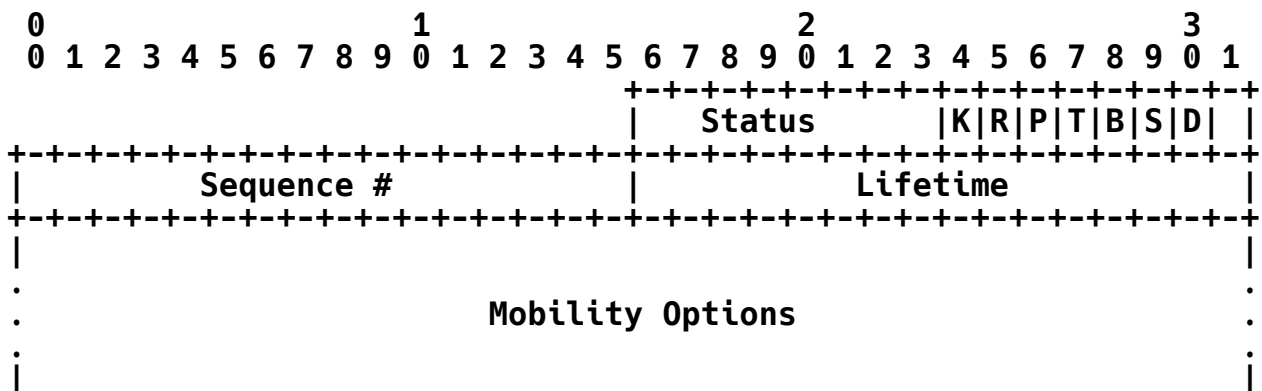 0                   1                   2                   3
 0 1 2 3 4 5 6 7 8 9 0 1 2 3 4 5 6 7 8 9 0 1 2 3 4 5 6 7 8 9 0 1
                                +-+-+-+-+-+-+-+-+-+-+-+-+-+-+-+-+
                                |   Status      |K|R|P|T|B|S|D| |
+-+-+-+-+-+-+-+-+-+-+-+-+-+-+-+-+-+-+-+-+-+-+-+-+-+-+-+-+-+-+-+-+
|         Sequence #            |           Lifetime            |
+-+-+-+-+-+-+-+-+-+-+-+-+-+-+-+-+-+-+-+-+-+-+-+-+-+-+-+-+-+-+-+-+
|                                                               |
.                                                               .
.                        Mobility Options                       .
.                                                               .
|                                                               |